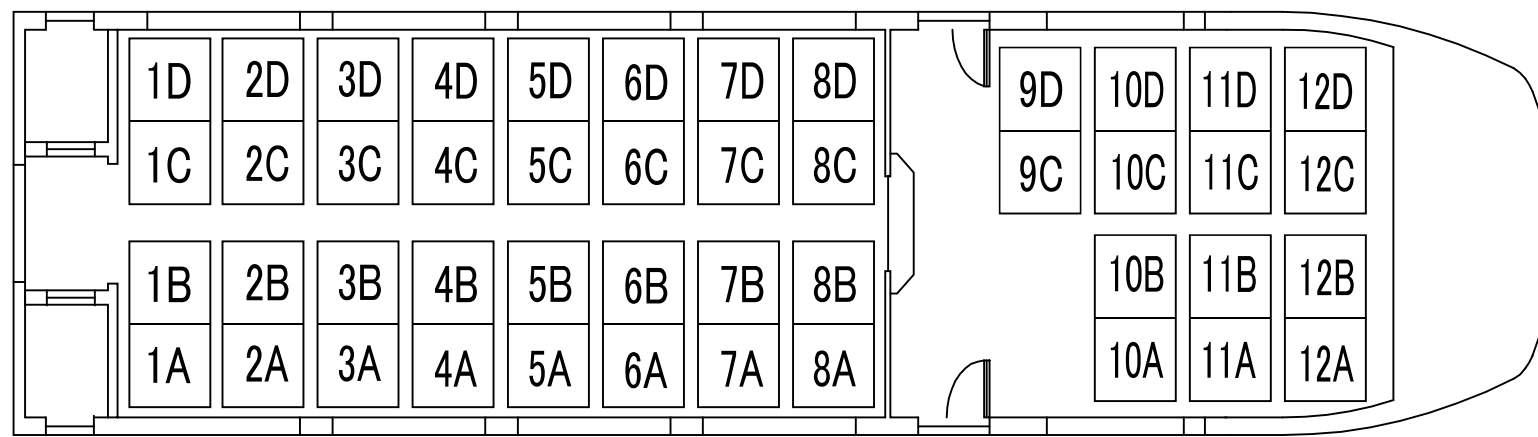 1D 2D 3D 4D 5D 6D 7D 8D 9D 10D 11D 12D
1C 2C 3C 4C 5C 6C 7C 8C 9C 10C 11C 12C
1B 2B 3B 4B 5B 6B 7B 8B 10B 11B 12B
1A 2A 3A 4A 5A 6A 7A 8A 10A 11A 12A